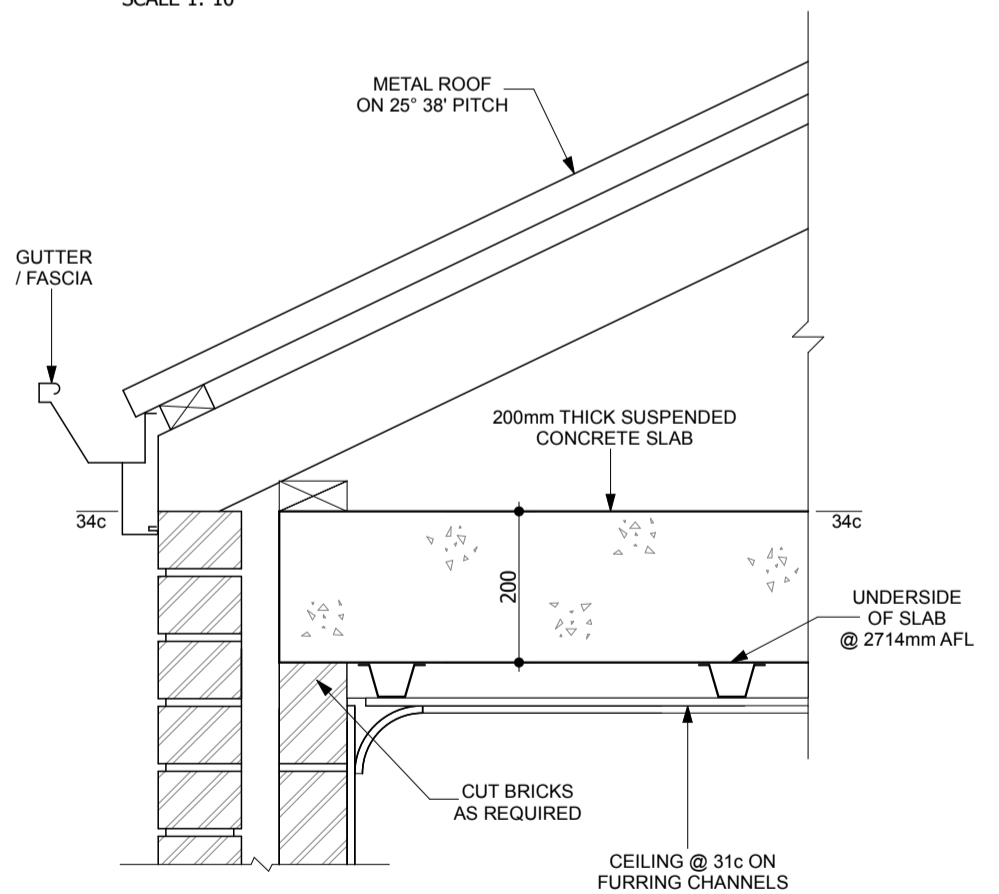 SCALE 1: 10
METAL ROOF
ON 25° 38' PITCH
GUTTER
/ FASCIA
200mm THICK SUSPENDED
CONCRETE SLAB
34c
34c
200
UNDERSIDE
OF SLAB
@ 2714mm AFL
CUT BRICKS
AS REQUIRED
CEILING @ 31c ON
FURRING CHANNELS